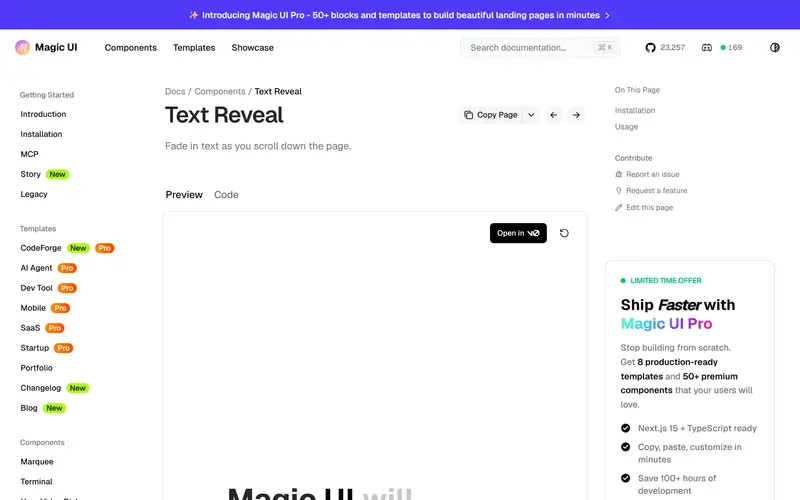 ✨ Introducing Magic UI Pro - 50+ blocks and templates to build beautiful landing pages in minutes
Magic UI
Components
Templates
Showcase
Search documentation...
⌘ K
23,257
169
Getting Started
Introduction
Installation
MCP
Story New
Legacy
Templates
CodeForge New Pro
AI Agent Pro
Dev Tool Pro
Mobile Pro
SaaS Pro
Startup Pro
Portfolio
Changelog New
Blog New
Components
Marquee
Terminal
Docs / Components / Text Reveal
Text Reveal
Copy Page
Fade in text as you scroll down the page.
Preview
Code
Open in v0
Magic UI will
On This Page
Installation
Usage
Contribute
Report an issue
Request a feature
Edit this page
LIMITED TIME OFFER
Ship Faster with
Magic UI Pro
Stop building from scratch.
Get 8 production-ready
templates and 50+ premium
components that your users will
love.
Next.js 15 + TypeScript ready
Copy, paste, customize in
minutes
Save 100+ hours of
development